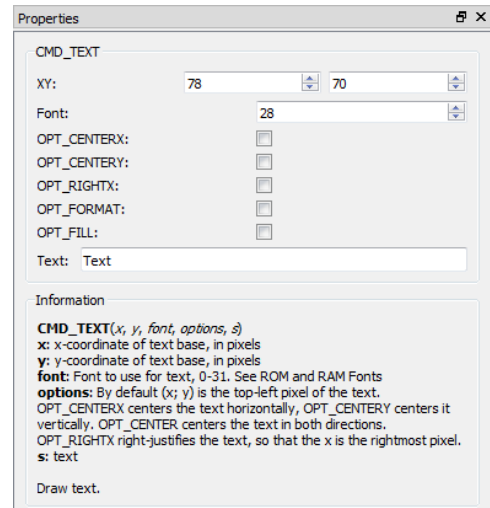 Properties
CMD_TEXT
XY: 78 70
Font: 28
OPT_CENTERX:
OPT_CENTERY:
OPT_RIGHTX:
OPT_FORMAT:
OPT_FILL:
Text: Text
Information
CMD_TEXT(x, y, font, options, s)
x: x-coordinate of text base, in pixels
y: y-coordinate of text base, in pixels
font: Font to use for text, 0-31. See ROM and RAM Fonts
options: By default (x; y) is the top-left pixel of the text.
OPT_CENTERX centers the text horizontally, OPT_CENTERY centers it
vertically. OPT_CENTER centers the text in both directions.
OPT_RIGHTX right-justifies the text, so that the x is the rightmost pixel.
s: text
Draw text.